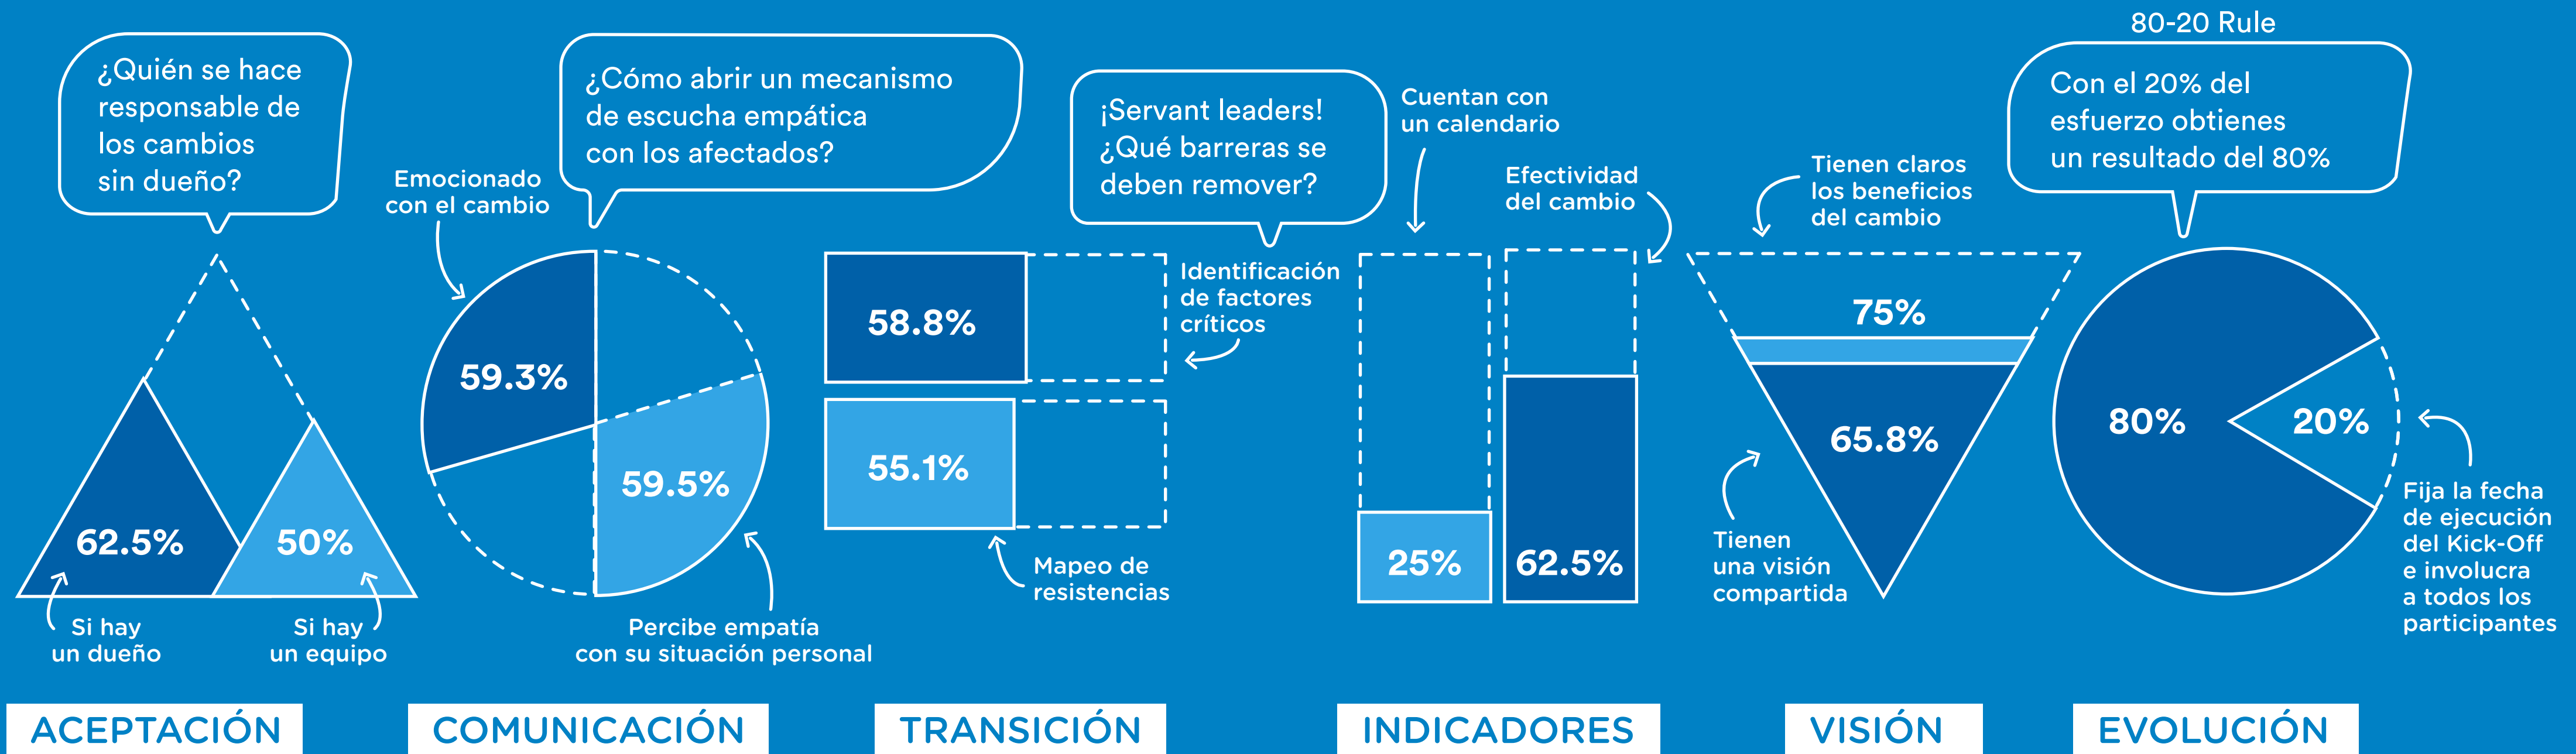 ¿Quién se hace
responsable de
los cambios
sin dueño?
62.5%
50%
Si hay
un dueño
Si hay
un equipo
ACEPTACIÓN
¿Cómo abrir un mecanismo
de escucha empática
con los afectados?
Emocionado
con el cambio
59.3%
59.5%
Percibe empatía
con su situación personal
COMUNICACIÓN
¡Servant leaders!
¿Qué barreras se
deben remover?
58.8%
Identificación
de factores
críticos
55.1%
Mapeo de
resistencias
TRANSICIÓN
Cuentan con
un calendario
Efectividad
del cambio
25%
62.5%
INDICADORES
Tienen claros
los beneficios
del cambio
75%
65.8%
Tienen
una visión
compartida
VISIÓN
80-20 Rule
Con el 20% del
esfuerzo obtienes
un resultado del 80%
80%
20%
Fija la fecha
de ejecución
del Kick-Off
e involucra
a todos los
participantes
EVOLUCIÓN